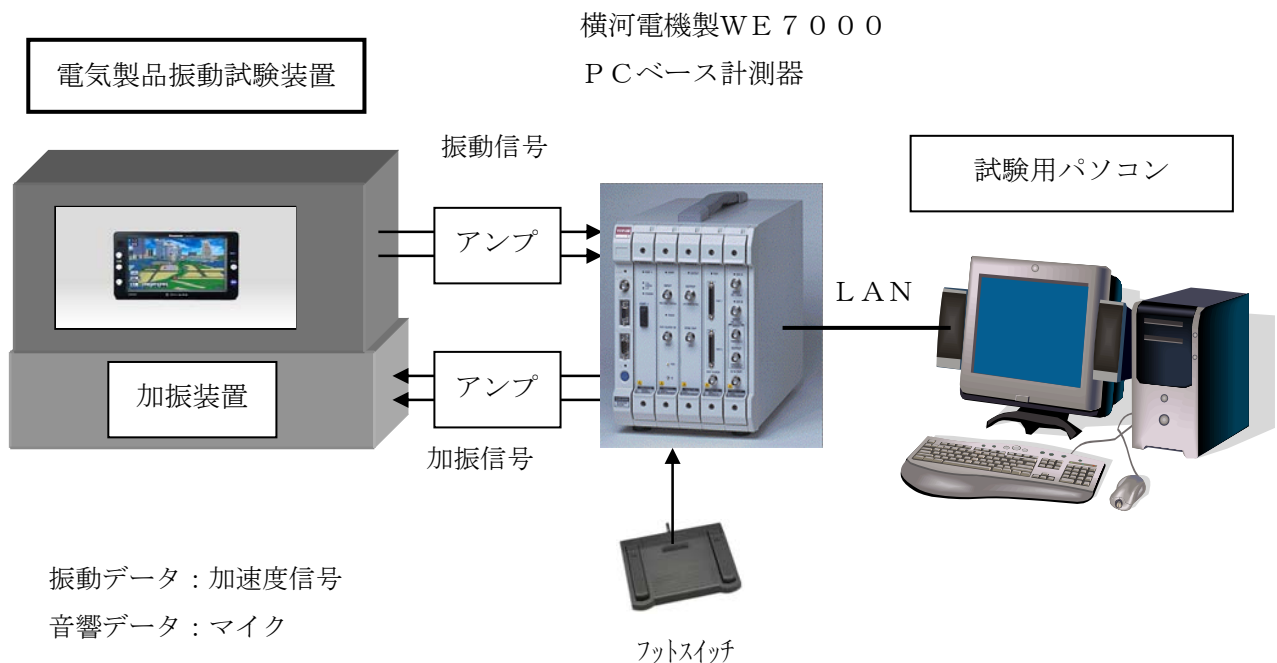 横河電機製WE７０００
ＰＣベース計測器
電気製品振動試験装置
振動信号
試験用パソコン
アンプ
ＬＡＮ
アンプ
加振装置
加振信号
振動データ：加速度信号
音響データ：マイク
ﾌｯﾄｽｲｯﾁ